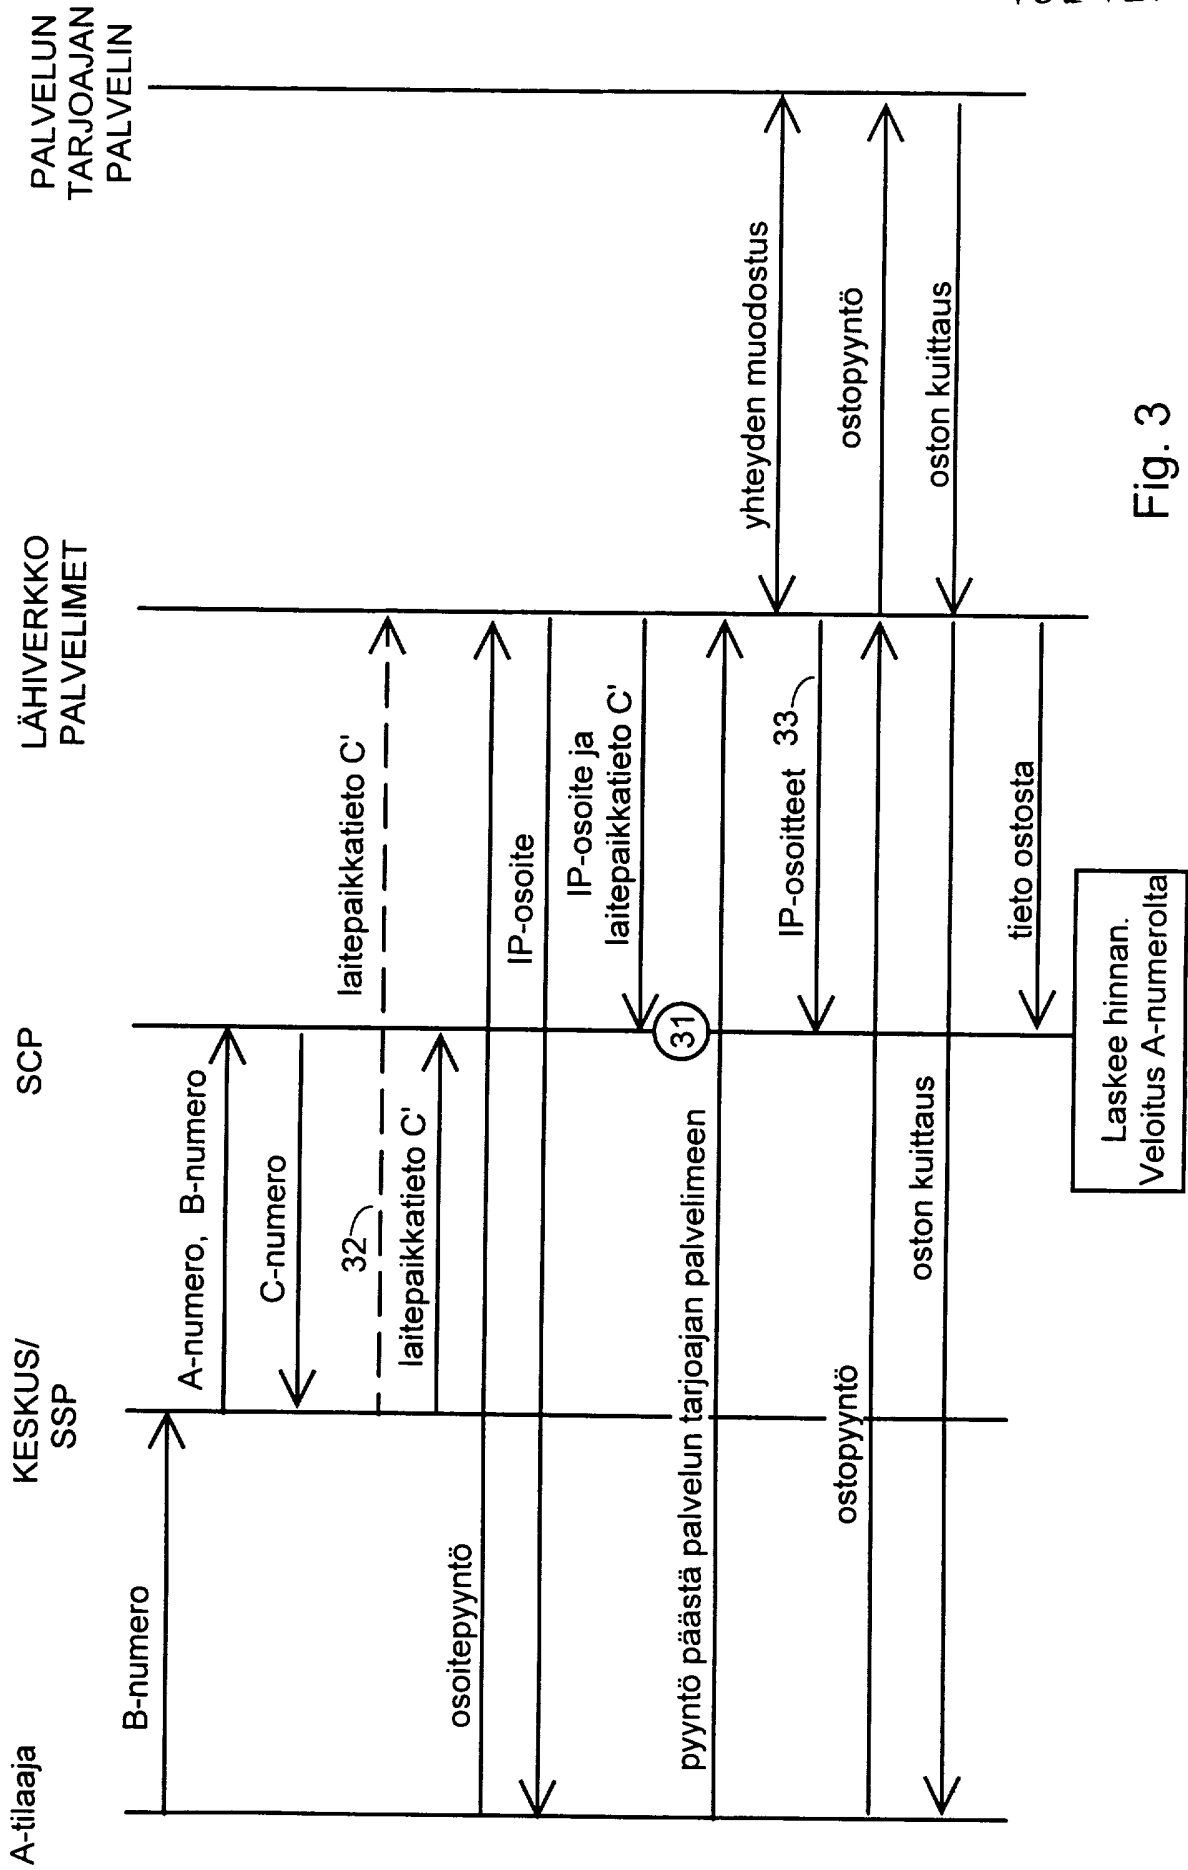 A-tilaaja
KESKUS/
SSP
SCP
LÄHIVERKKO
PALVELIMET
PALVELUN
TARJOAJAN
PALVELIN
B-numero
A-numero, B-numero
C-numero
32
laitepaikkatieto C'
laitepaikkatieto C'
osoitepyyntö
IP-osoite
IP-osoite ja
laitepaikkatieto C'
31
pyyntö päästä palvelun tarjoajan palvelimeen
yhteyden muodostus
IP-osoitteet 33
ostopyyntö
ostopyyntö
oston kuittaus
oston kuittaus
tieto ostosta
Laskee hinnan.
Veloitus A-numerolta
Fig. 3